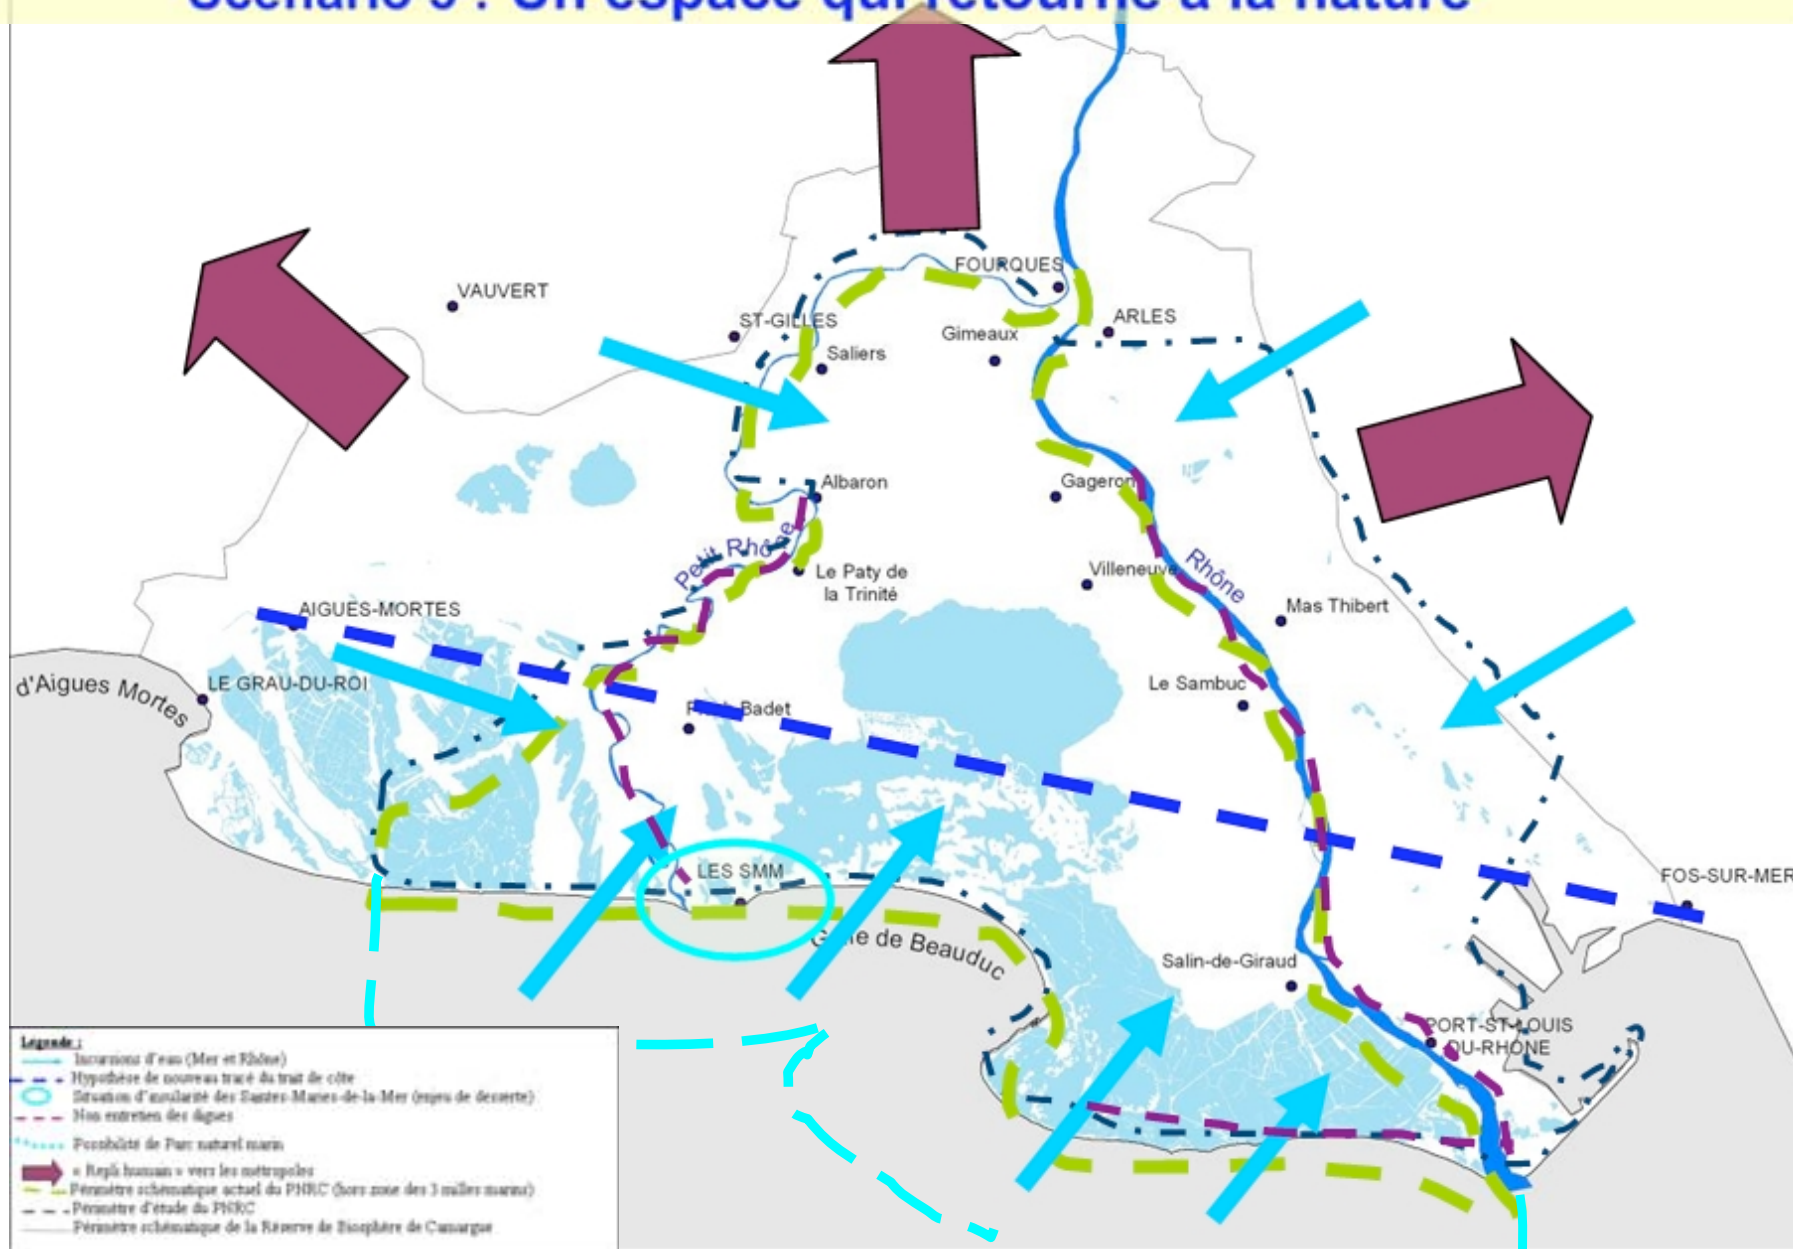 Scénario 3 : Un espace qui retourne à la nature
FOURQUES
VAUVERT
ST-GILLES
ARLES
Gimeaux
Saliers
Albaron
Gageron
Petit Rhône
Le Paty de
la Trinité
Villeneuve
Rhône
Mas Thibert
AIGUES-MORTES
d'Aigues Mortes
LE GRAU-DU-ROI
Le Sambuc
Badet
LES SMM
FOS-SUR-MER
Golfe de Beauduc
Salin-de-Giraud
PORT-ST-LOUIS
-DU-RHONE
Légende :
Incursions d'eau (Mer et Rhône)
Hypothèse de nouveau tracé du trait de côte
Situation d'insularité des Saintes-Maries-de-la-Mer (enjeu de desserte)
Non entretien des digues
Possibilité de Parc naturel marin
« Repli humain » vers les métropoles
Périmètre schématique actuel du PNRC (hors zone des 3 milles marins)
Périmètre d'étude du PNRC
Périmètre schématique de la Réserve de Biosphère de Camargue